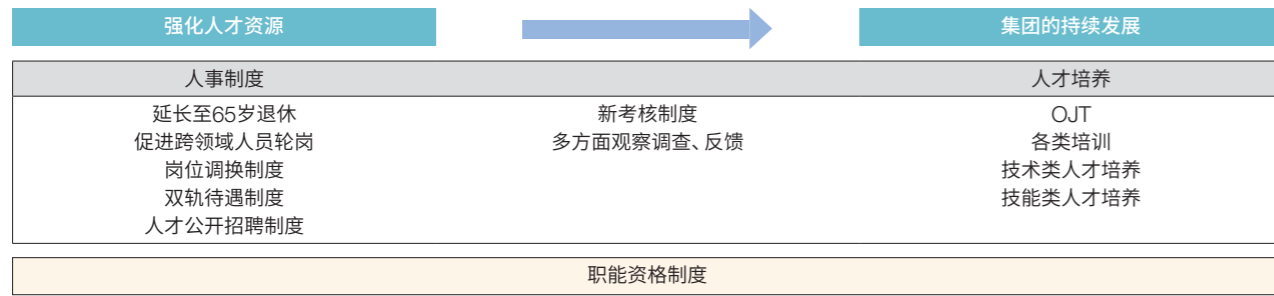 强化人才资源
集团的持续发展
人事制度
人才培养
延长至65岁退休
新考核制度
OJT
促进跨领域人员轮岗
多方面观察调查、反馈
各类培训
岗位调换制度
技术类人才培养
双轨待遇制度
技能类人才培养
人才公开招聘制度
职能资格制度